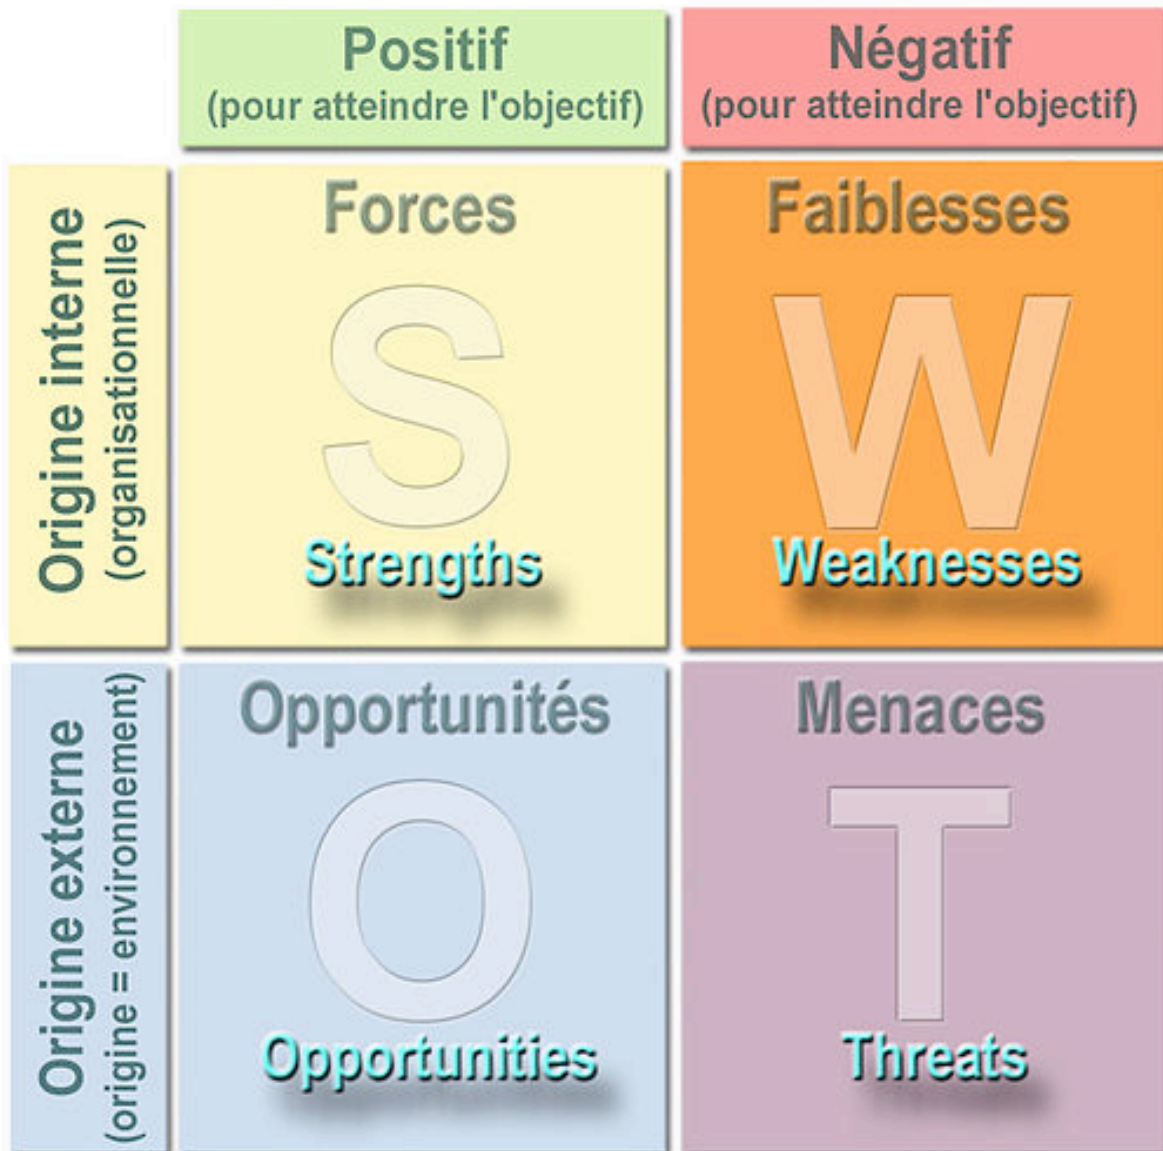 Positif
(pour atteindre l'objectif)
Négatif
(pour atteindre l'objectif)
Origine interne
(organisationnelle)
Forces
S
Strengths
Faiblesses
W
Weaknesses
Origine externe
(origine = environnement)
Opportunités
O
Opportunities
Menaces
T
Threats